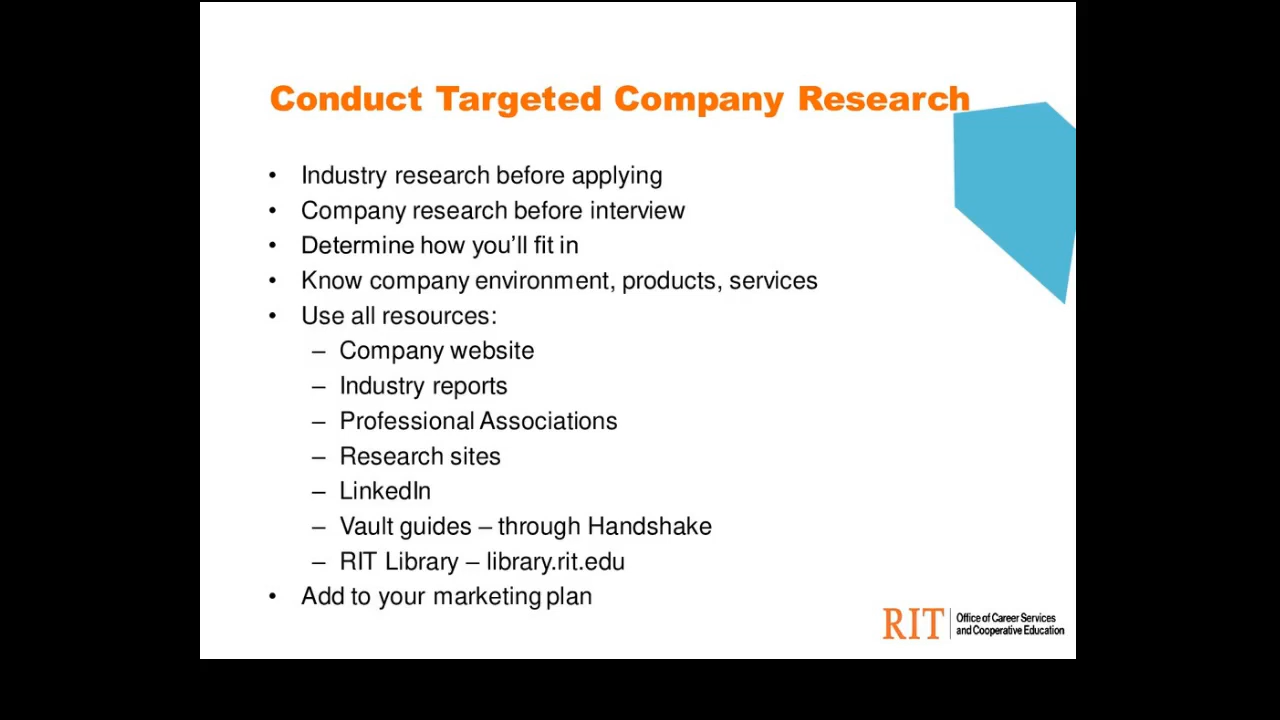 Conduct Targeted Company Research
• Industry research before applying
• Company research before interview
• Determine how you’ll fit in
• Know company environment, products, services
• Use all resources:
– Company website
– Industry reports
– Professional Associations
– Research sites
– LinkedIn
– Vault guides – through Handshake
– RIT Library – library.rit.edu
• Add to your marketing plan
RIT
Office of Career Services
and Cooperative Education